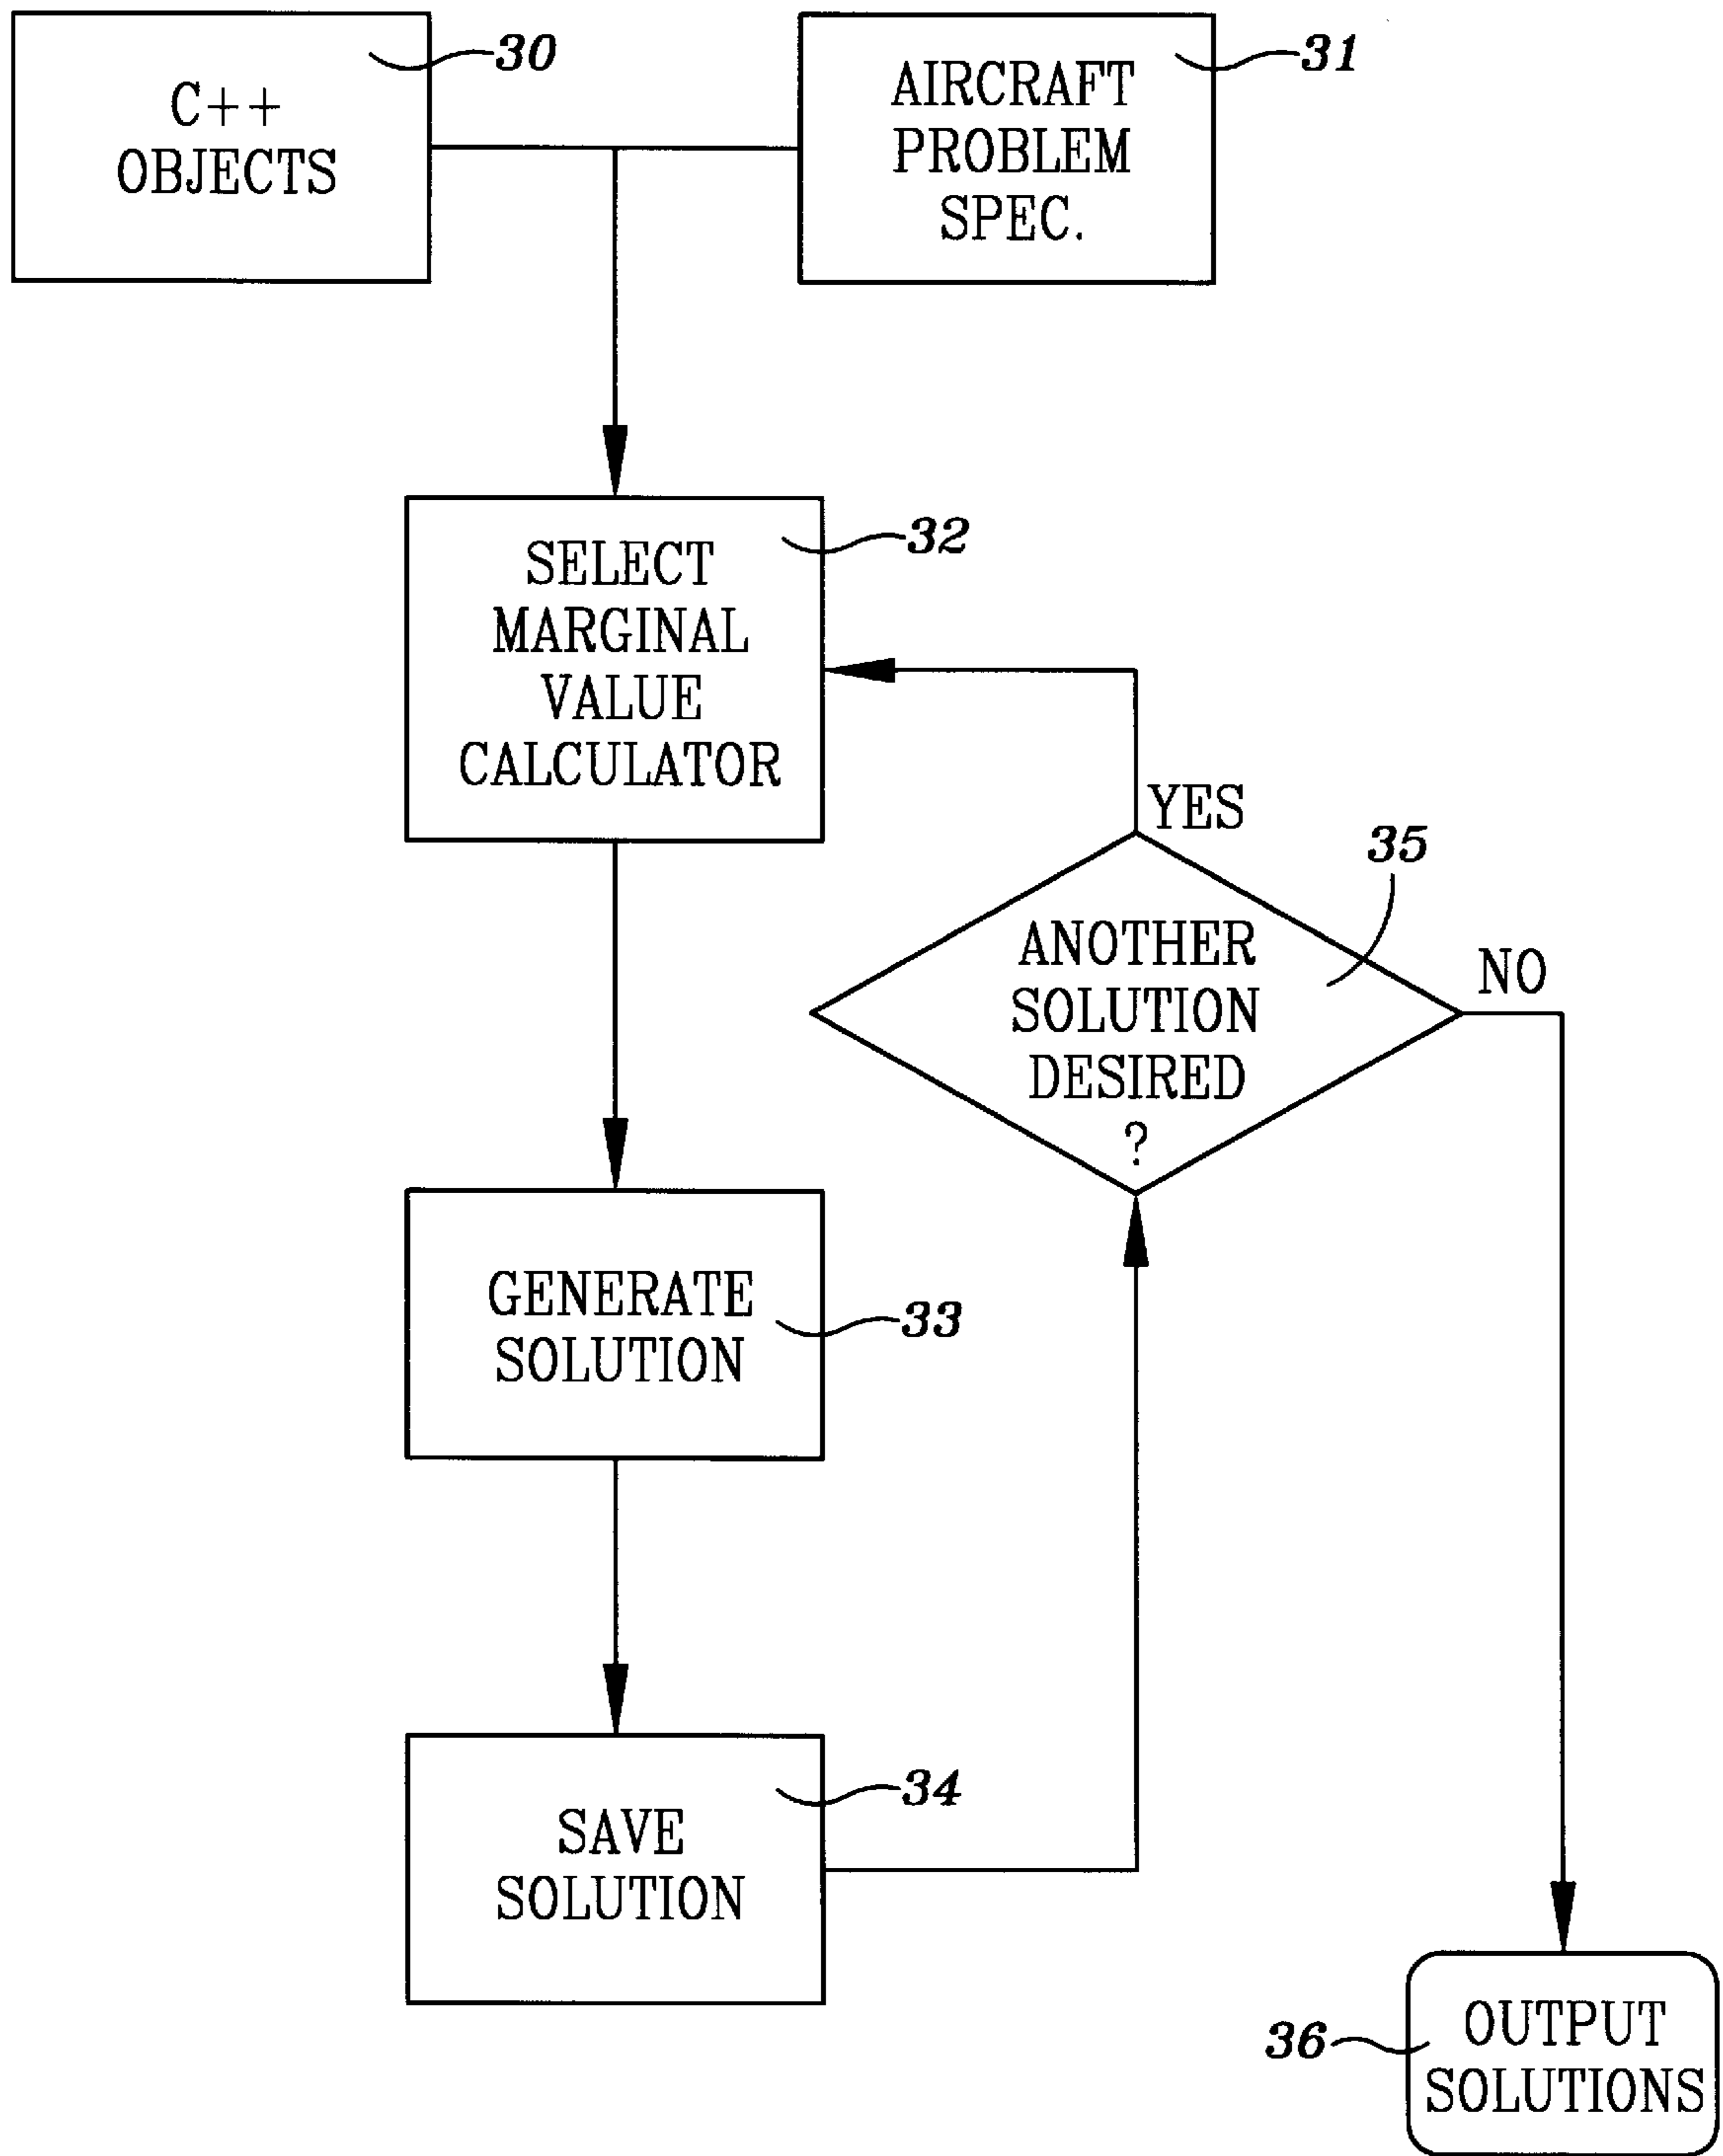 C++
OBJECTS
30
AIRCRAFT
PROBLEM
SPEC.
31
SELECT
MARGINAL
VALUE
CALCULATOR
32
YES
ANOTHER
SOLUTION
DESIRED
?
35
NO
GENERATE
SOLUTION
33
SAVE
SOLUTION
34
OUTPUT
SOLUTIONS
36